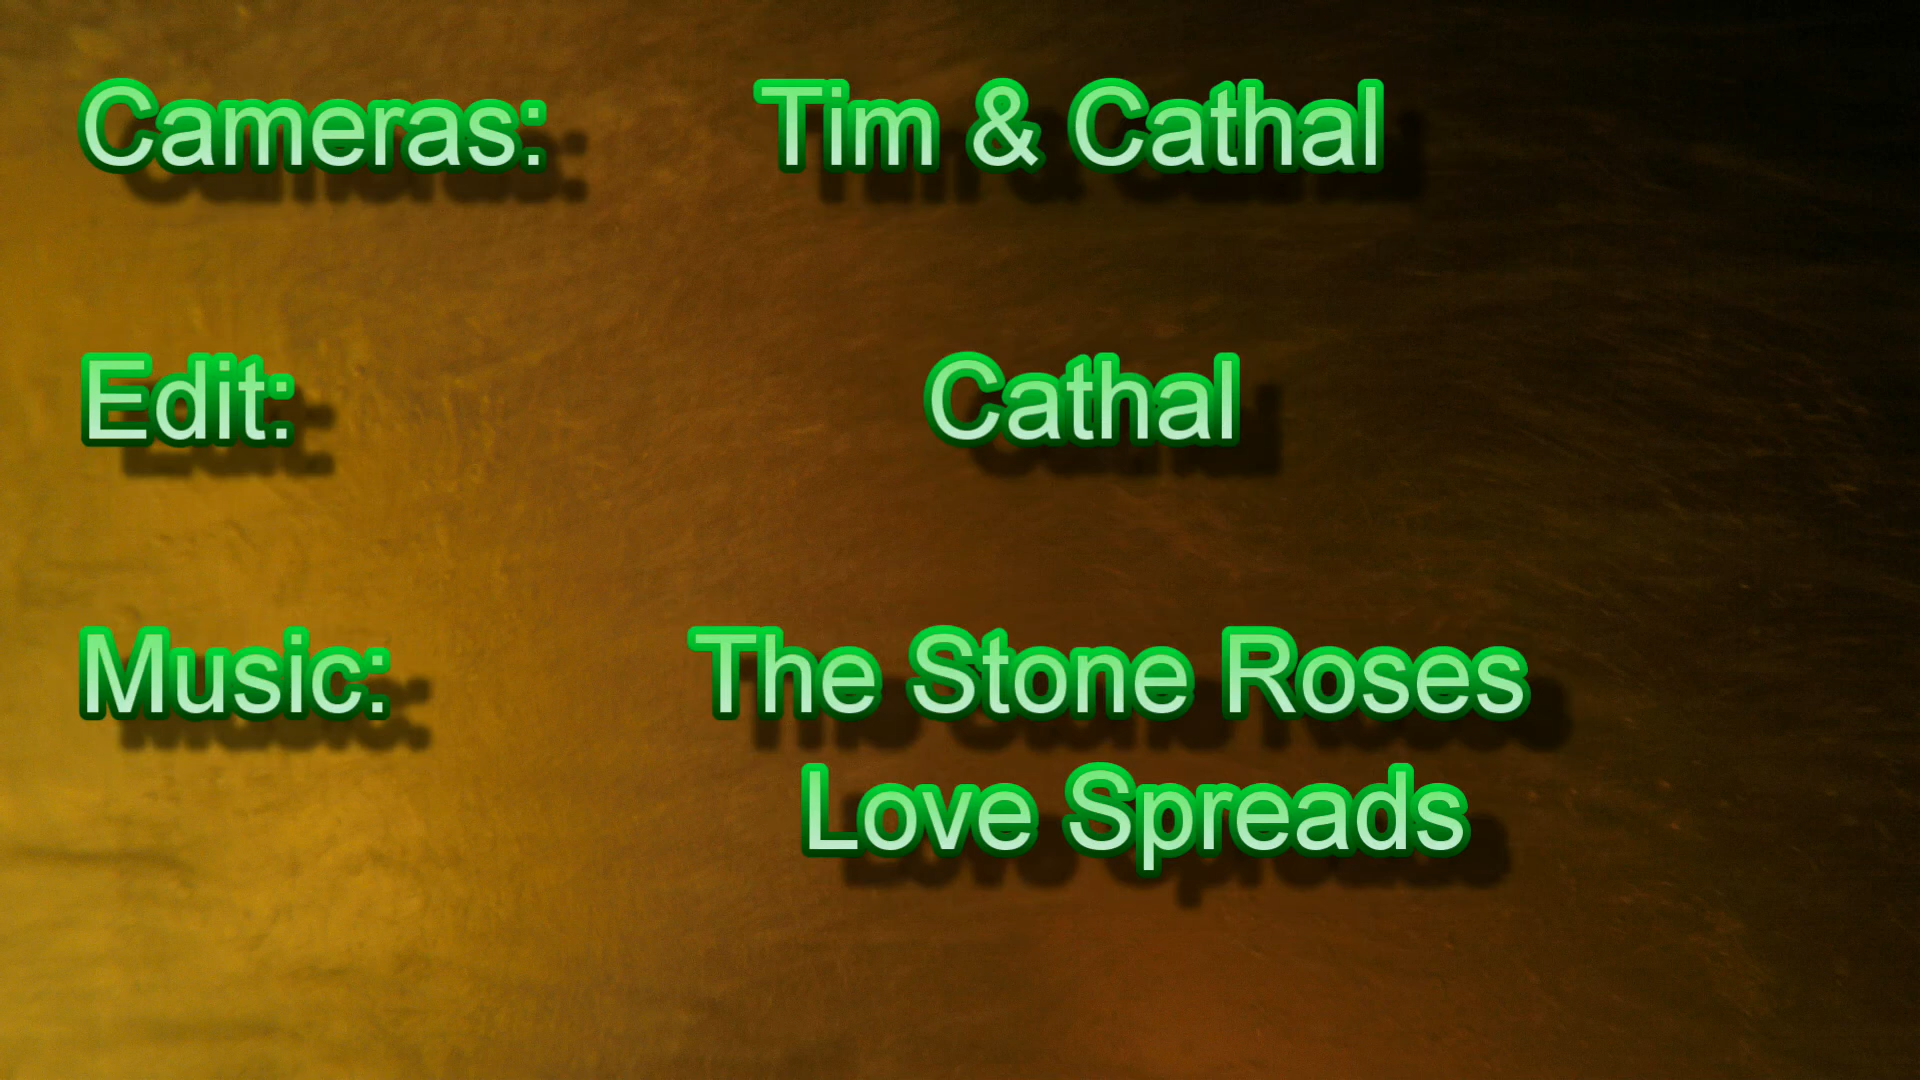 Cameras: Tim & Cathal
Edit: Cathal
Music: The Stone Roses
Love Spreads